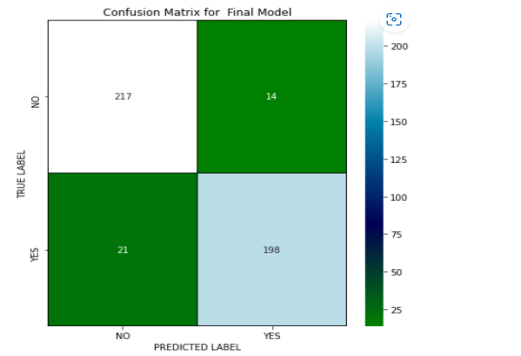 Confusion Matrix for Final Model
TRUE LABEL
NO
217
14
YES
21
198
NO
YES
PREDICTED LABEL
200
175
150
125
100
75
50
25